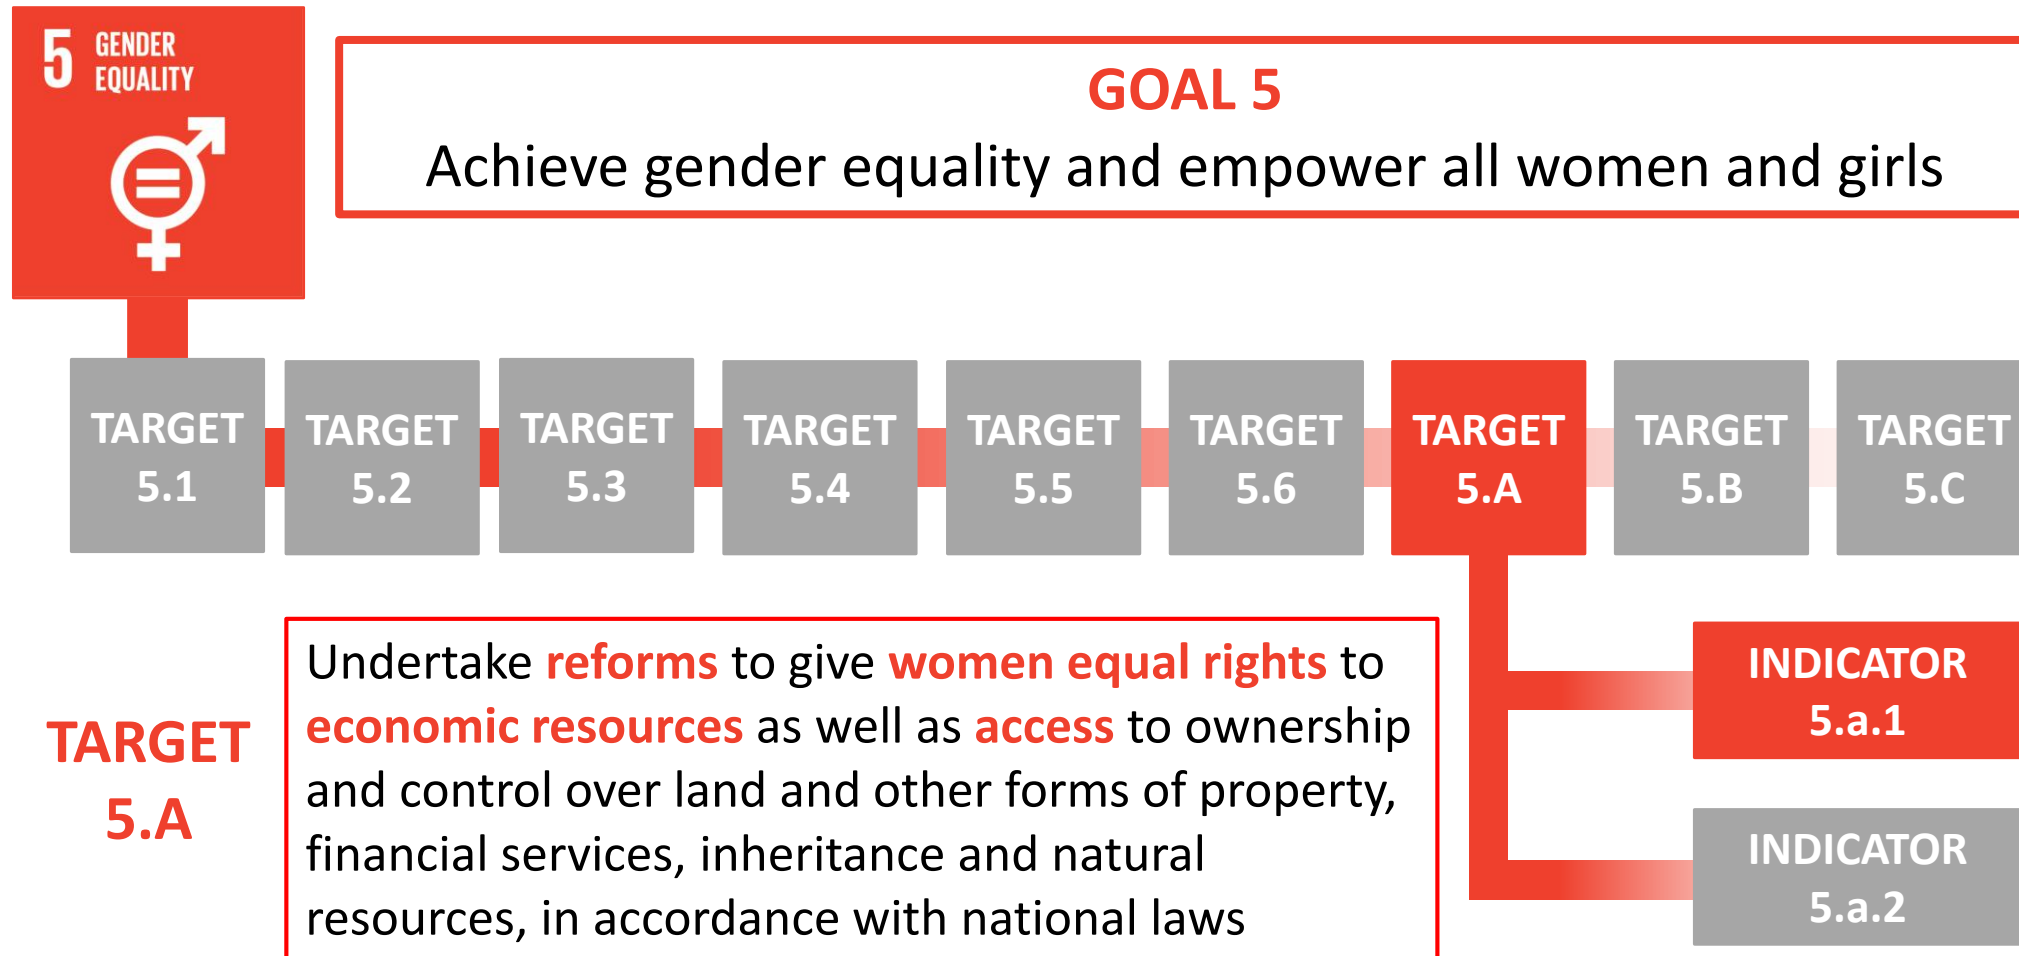 5 GENDER
EQUALITY
GOAL 5
Achieve gender equality and empower all women and girls
TARGET
5.1
TARGET
5.2
TARGET
5.3
TARGET
5.4
TARGET
5.5
TARGET
5.6
TARGET
5.A
TARGET
5.B
TARGET
5.C
TARGET
5.A
Undertake reforms to give women equal rights to
economic resources as well as access to ownership
and control over land and other forms of property,
financial services, inheritance and natural
resources, in accordance with national laws
INDICATOR
5.a.1
INDICATOR
5.a.2